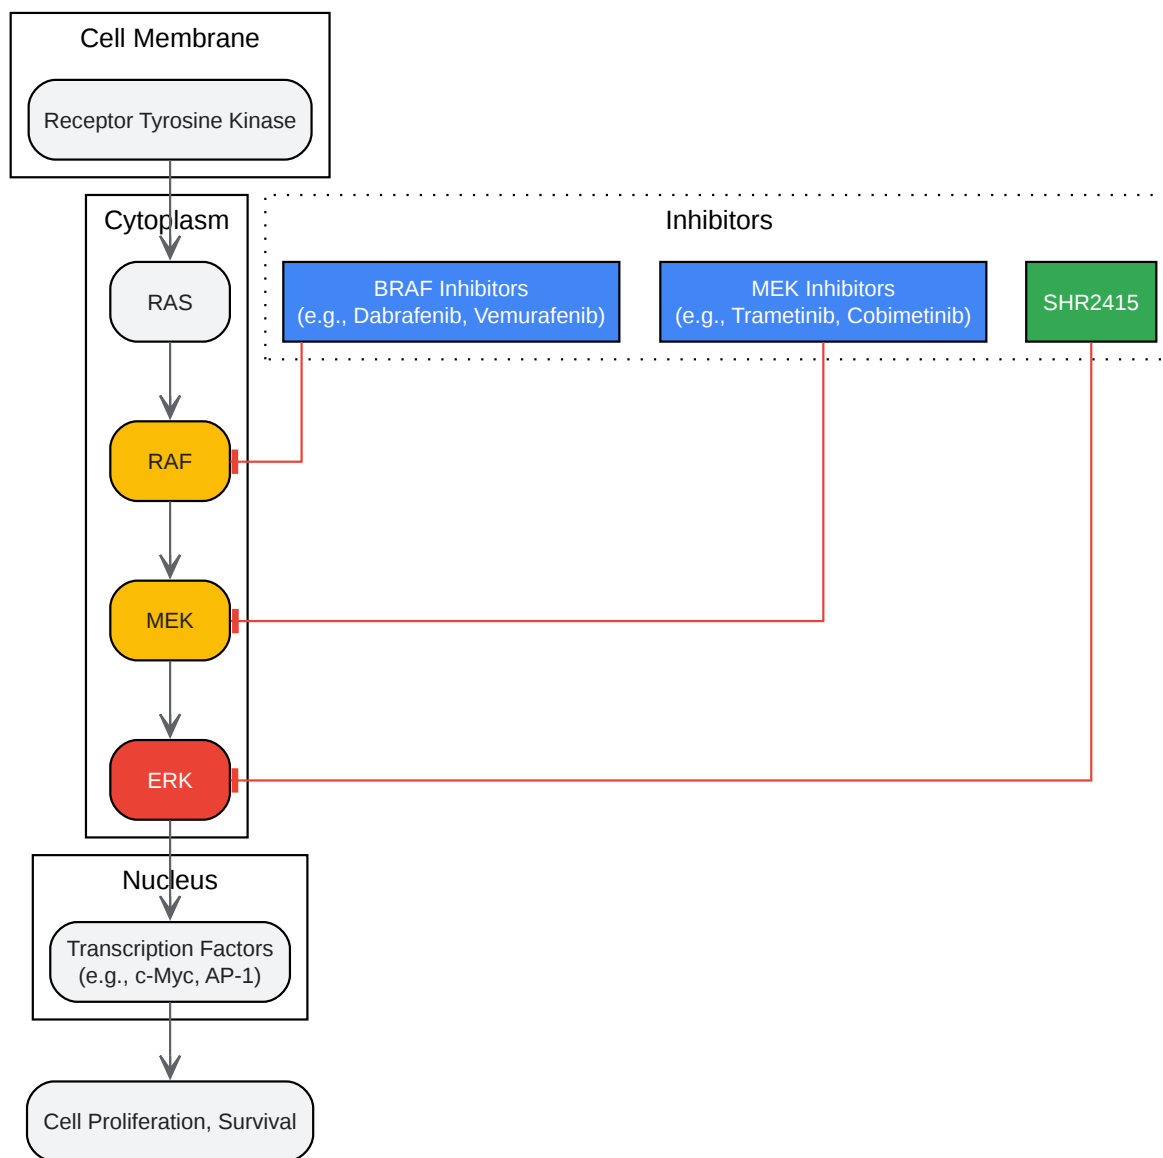 Cell Membrane
Receptor Tyrosine Kinase
Cytoplasm
Inhibitors
RAS
BRAF Inhibitors
(e.g., Dabrafenib, Vemurafenib)
MEK Inhibitors
(e.g., Trametinib, Cobimetinib)
SHR2415
RAF
MEK
ERK
Nucleus
Transcription Factors
(e.g., c-Myc, AP-1)
Cell Proliferation, Survival